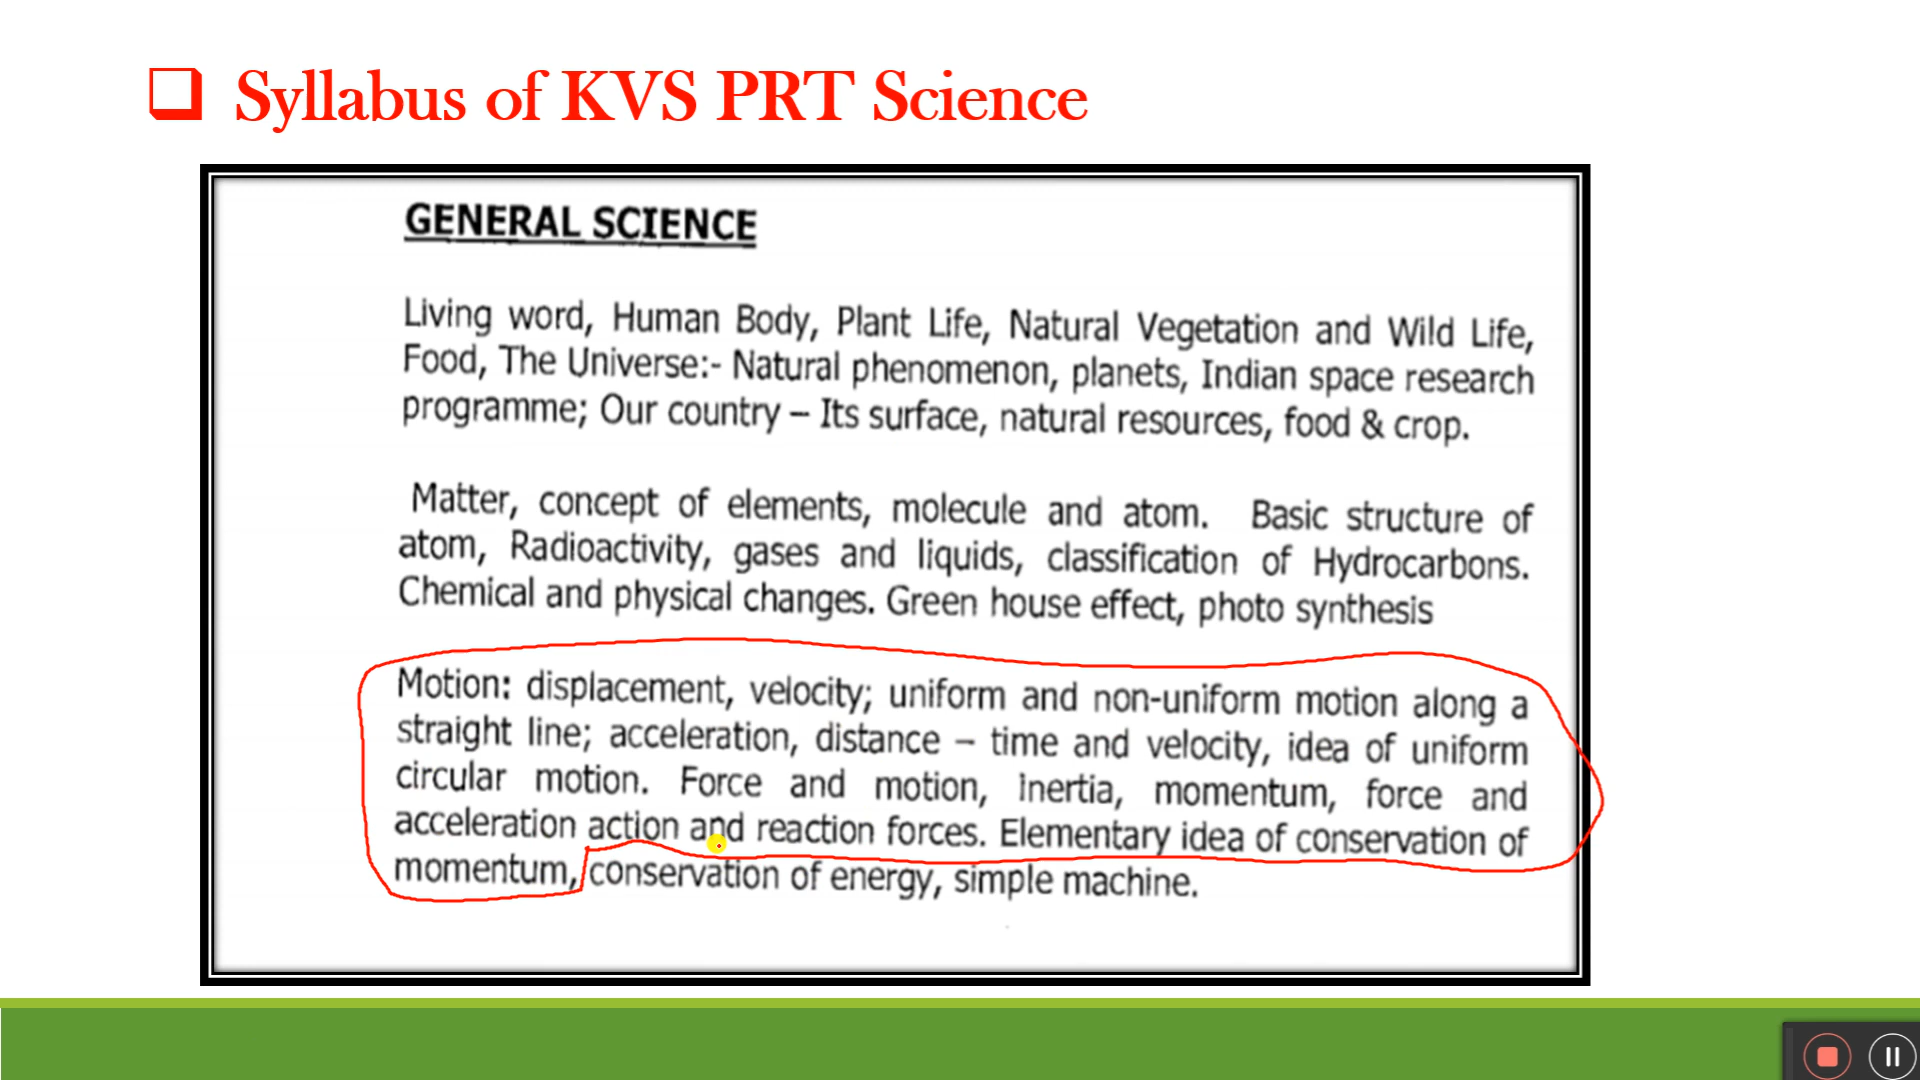 Syllabus of KVS PRT Science
GENERAL SCIENCE
Living word, Human Body, Plant Life, Natural Vegetation and Wild Life,
Food, The Universe:- Natural phenomenon, planets, Indian space research
programme; Our country – Its surface, natural resources, food & crop.
Matter, concept of elements, molecule and atom. Basic structure of
atom, Radioactivity, gases and liquids, classification of Hydrocarbons.
Chemical and physical changes. Green house effect, photo synthesis
Motion: displacement, velocity; uniform and non-uniform motion along a
straight line; acceleration, distance – time and velocity, idea of uniform
circular motion. Force and motion, inertia, momentum, force and
acceleration action and reaction forces. Elementary idea of conservation of
momentum, conservation of energy, simple machine.